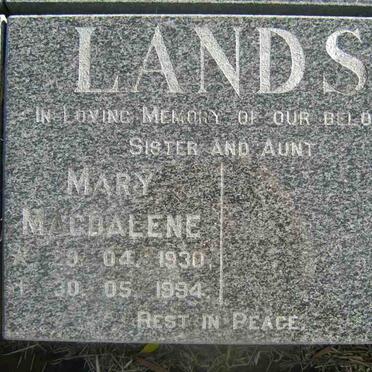 LANDS
IN LOVING MEMORY OF OUR BELO
SISTER AND AUNT
MARY
MAGDALENE
04. 1930
30. 05. 1994.
REST IN PEACE.